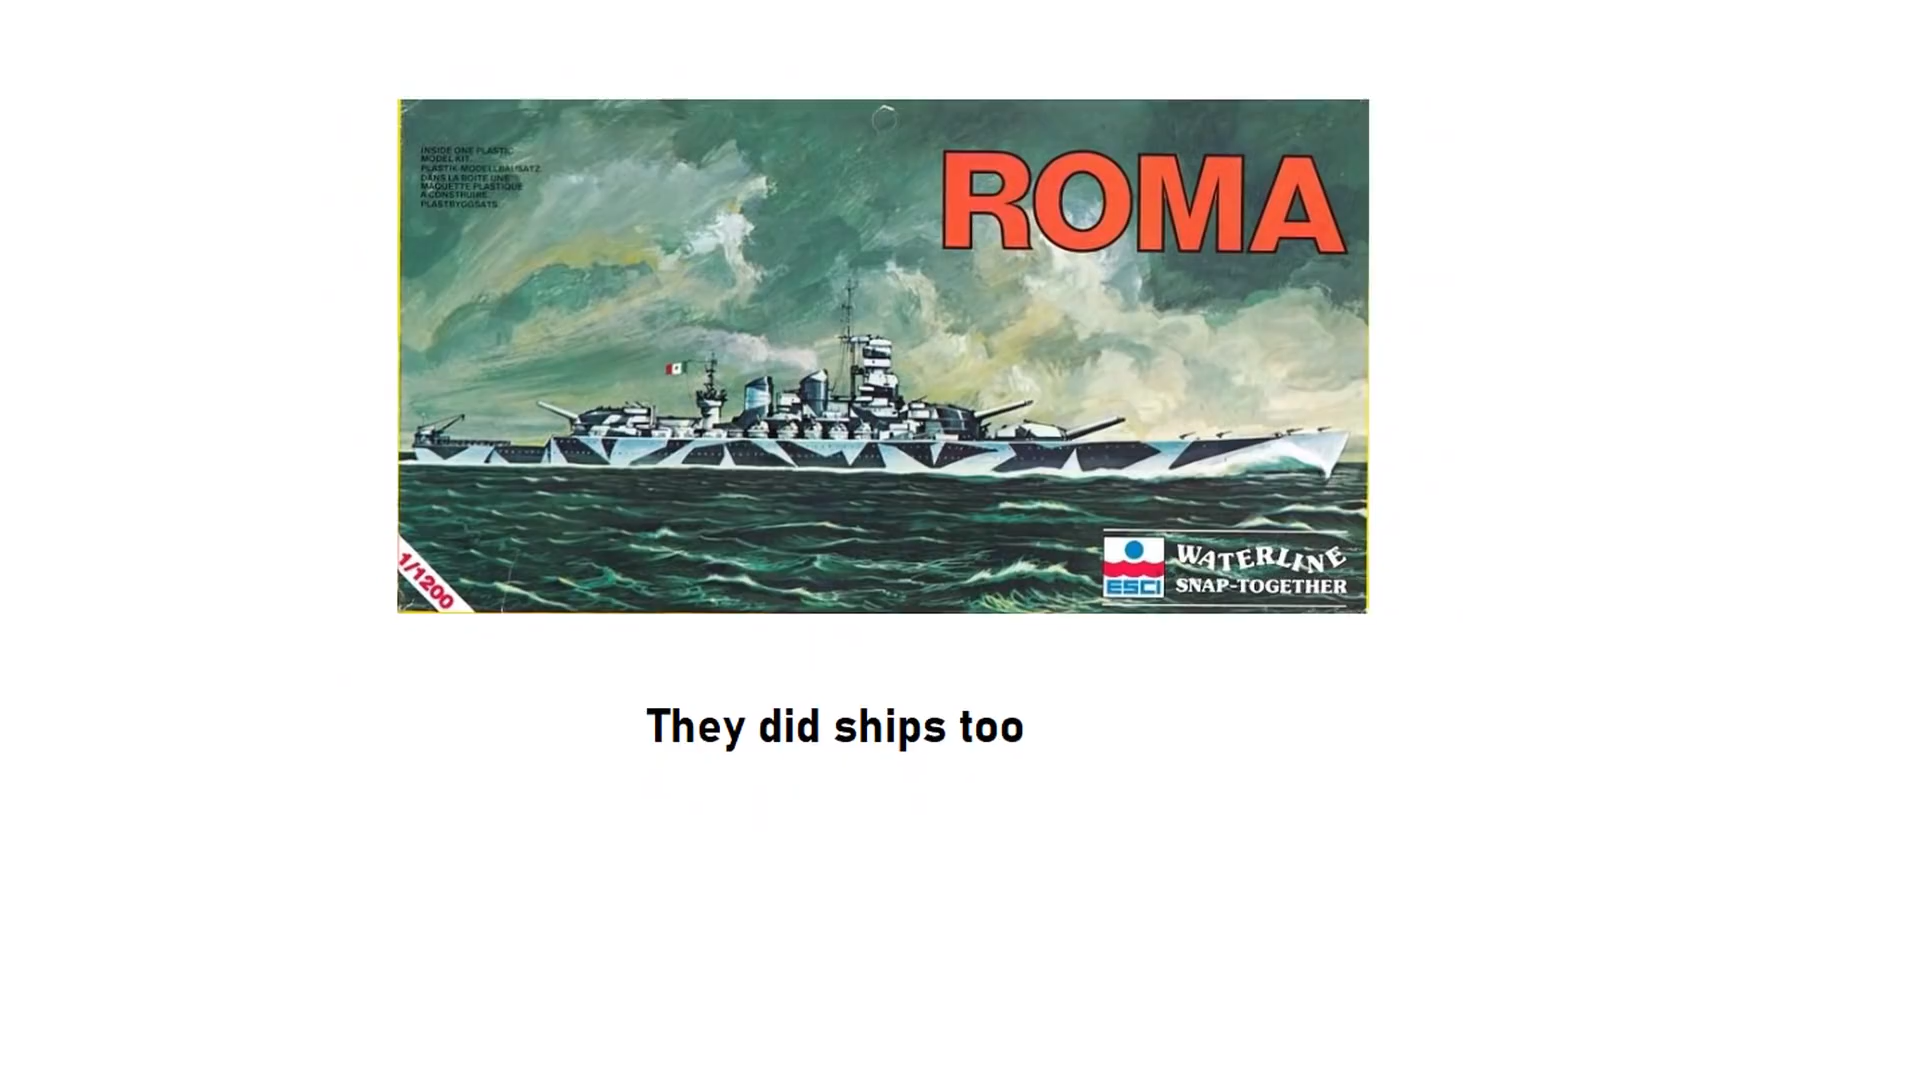 INSIDE ONE PLASTIC
MODEL KIT.
PLASTIK-MODELLBAUSATZ.
DANS LA BOITE UNE
MAQUETTE PLASTIQUE
A CONSTRUIRE.
PLASTBYGGSATS.
ROMA
1/1200
ESCI
WATERLINE
SNAP-TOGETHER
They did ships too